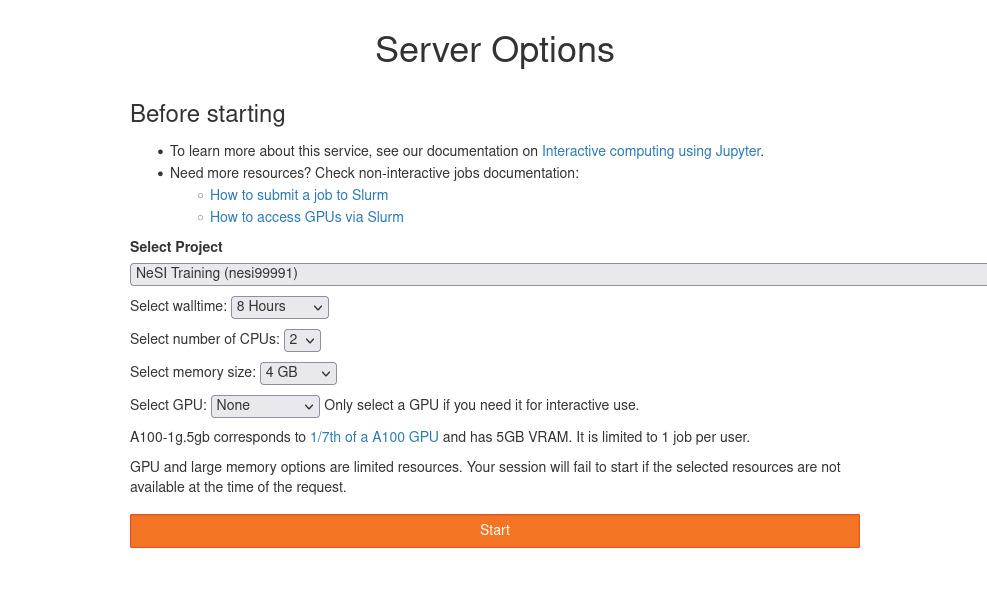 Server Options
Before starting
To learn more about this service, see our documentation on Interactive computing using Jupyter.
Need more resources? Check non-interactive jobs documentation:
How to submit a job to Slurm
How to access GPUs via Slurm
Select Project
NeSI Training (nesi99991)
Select walltime: 8 Hours
Select number of CPUs: 2
Select memory size: 4 GB
Select GPU: None Only select a GPU if you need it for interactive use.
A100-1g.5gb corresponds to 1/7th of a A100 GPU and has 5GB VRAM. It is limited to 1 job per user.
GPU and large memory options are limited resources. Your session will fail to start if the selected resources are not
available at the time of the request.
Start